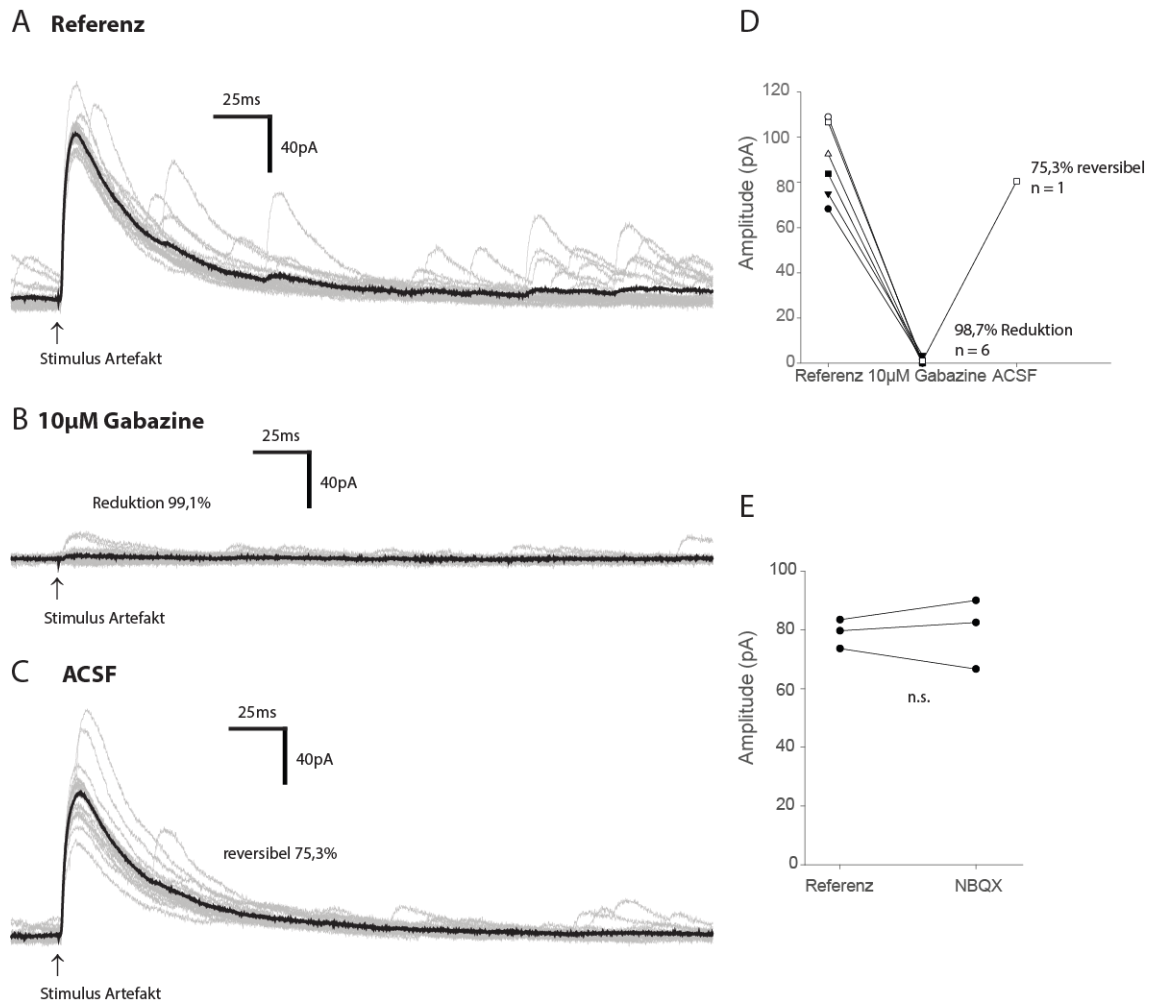 A Referenz
25ms
40pA
Stimulus Artefakt
B 10µM Gabazine
25ms
40pA
Reduktion 99,1%
Stimulus Artefakt
C ACSF
25ms
40pA
reversibel 75,3%
Stimulus Artefakt
D
Amplitude (pA)
120
100
80
60
40
20
0
75,3% reversibel
n = 1
98,7% Reduktion
n = 6
Referenz 10µM Gabazine ACSF
E
Amplitude (pA)
100
80
60
40
20
0
n.s.
Referenz NBQX